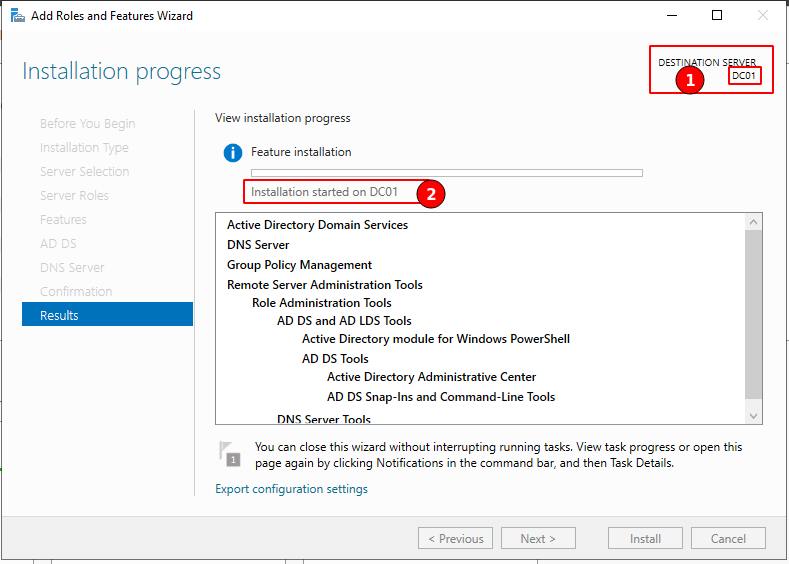 Add Roles and Features Wizard
Installation progress
DESTINATION SERVER
DC01
1
Before You Begin
Installation Type
Server Selection
Server Roles
Features
AD DS
DNS Server
Confirmation
Results
View installation progress
Feature installation
Installation started on DC01
2
Active Directory Domain Services
DNS Server
Group Policy Management
Remote Server Administration Tools
Role Administration Tools
AD DS and AD LDS Tools
Active Directory module for Windows PowerShell
AD DS Tools
Active Directory Administrative Center
AD DS Snap-Ins and Command-Line Tools
DNS Server Tools
1
You can close this wizard without interrupting running tasks. View task progress or open this
page again by clicking Notifications in the command bar, and then Task Details.
Export configuration settings
< Previous
Next >
Install
Cancel